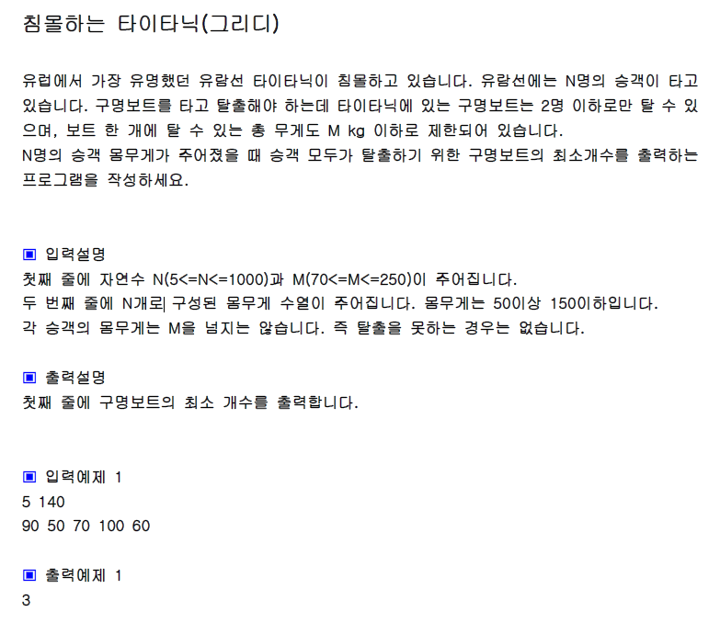 침몰하는 타이타닉(그리디)
유럽에서 가장 유명했던 유람선 타이타닉이 침몰하고 있습니다. 유람선에는 N명의 승객이 타고
있습니다. 구명보트를 타고 탈출해야 하는데 타이타닉에 있는 구명보트는 2명 이하로만 탈 수 있
으며, 보트 한 개에 탈 수 있는 총 무게도 M kg 이하로 제한되어 있습니다.
N명의 승객 몸무게가 주어졌을 때 승객 모두가 탈출하기 위한 구명보트의 최소개수를 출력하는
프로그램을 작성하세요.
▣ 입력설명
첫째 줄에 자연수 N(5<=N<=1000)과 M(70<=M<=250)이 주어집니다.
두 번째 줄에 N개로 구성된 몸무게 수열이 주어집니다. 몸무게는 50이상 150이하입니다.
각 승객의 몸무게는 M을 넘지는 않습니다. 즉 탈출을 못하는 경우는 없습니다.
▣ 출력설명
첫째 줄에 구명보트의 최소 개수를 출력합니다.
▣ 입력예제 1
5 140
90 50 70 100 60
▣ 출력예제 1
3